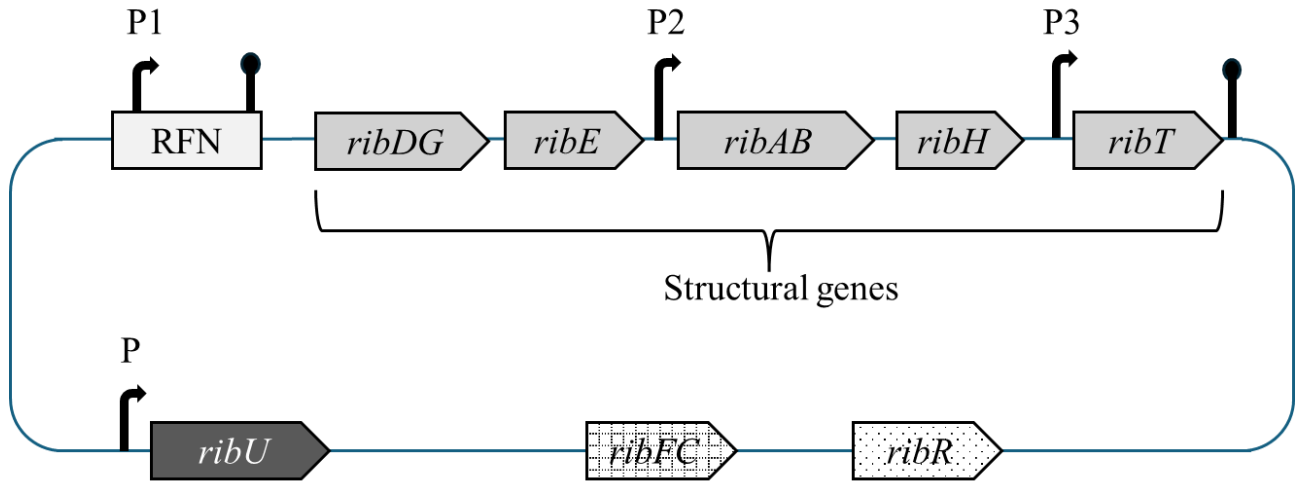 P1 P2 P3
RFN ribDG ribE ribAB ribH ribT
Structural genes
P
ribU ribFC ribR